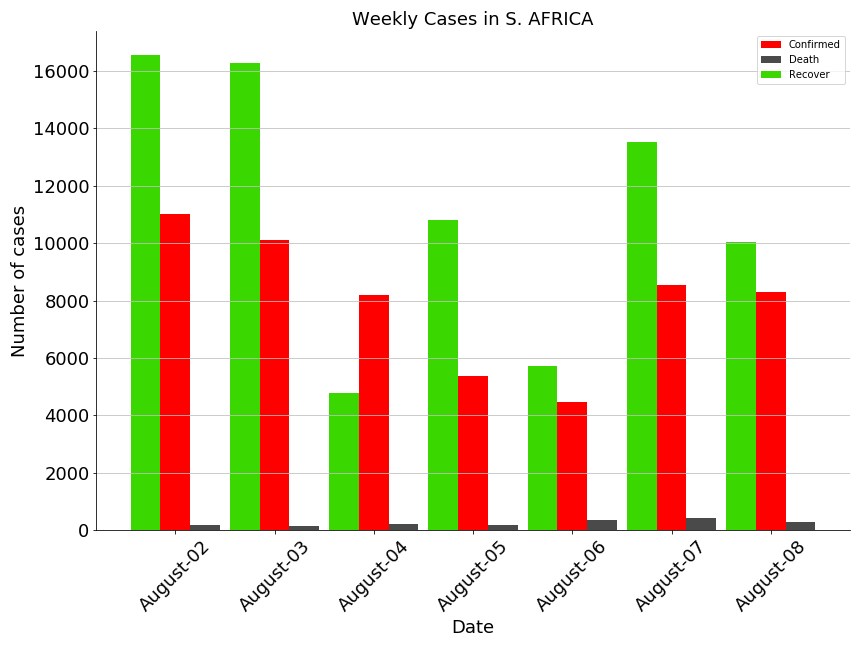 Weekly Cases in S. AFRICA
Confirmed
Death
Recover
Number of cases
16000
14000
12000
10000
8000
6000
4000
2000
0
August-02
August-03
August-04
August-05
August-06
August-07
August-08
Date